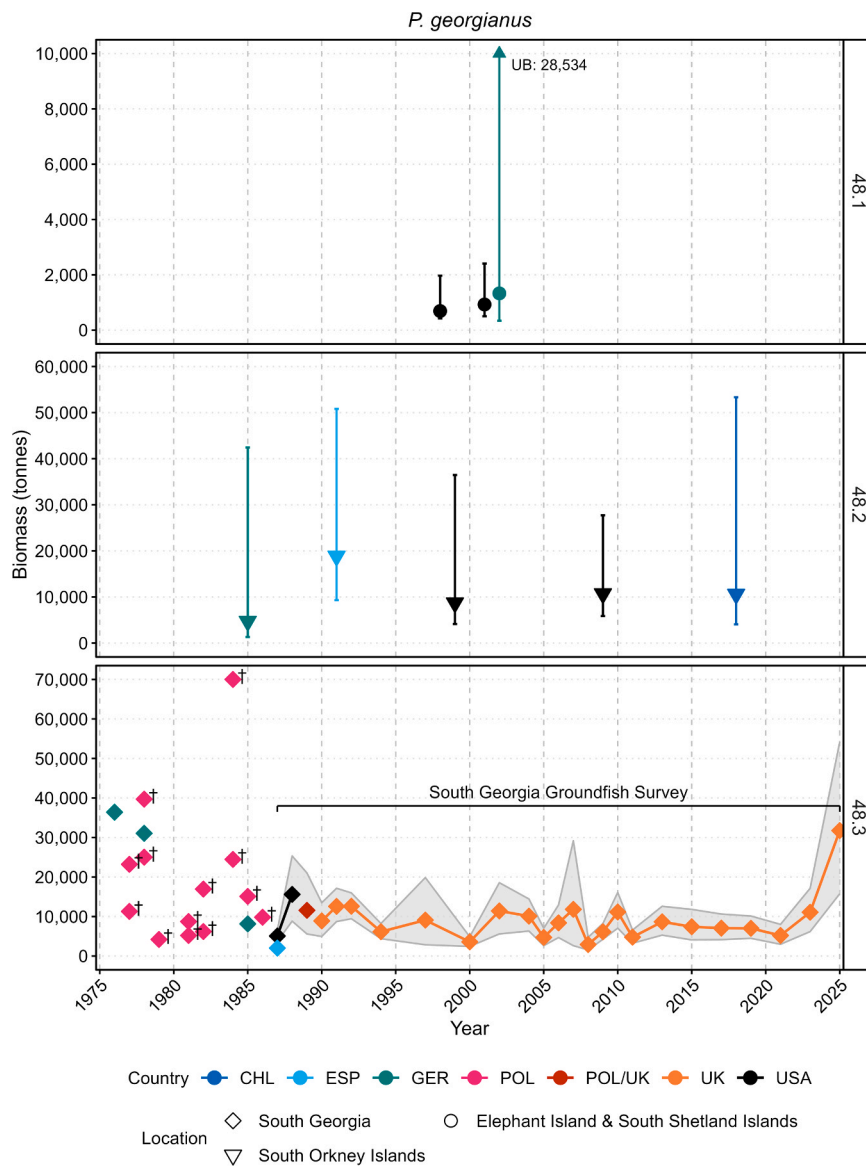 P. georgianus
10,000
8,000
6,000
4,000
2,000
0
UB: 28,534
48.1
60,000
50,000
40,000
30,000
20,000
10,000
0
48.2
Biomass (tonnes)
70,000
60,000
50,000
40,000
30,000
20,000
10,000
0
† † † † † † † † † † † † †
South Georgia Groundfish Survey
48.3
1975 1980 1985 1990 1995 2000 2005 2010 2015 2020 2025
Year
Country CHL ESP GER POL POL/UK UK USA
Location South Georgia Elephant Island & South Shetland Islands
South Orkney Islands